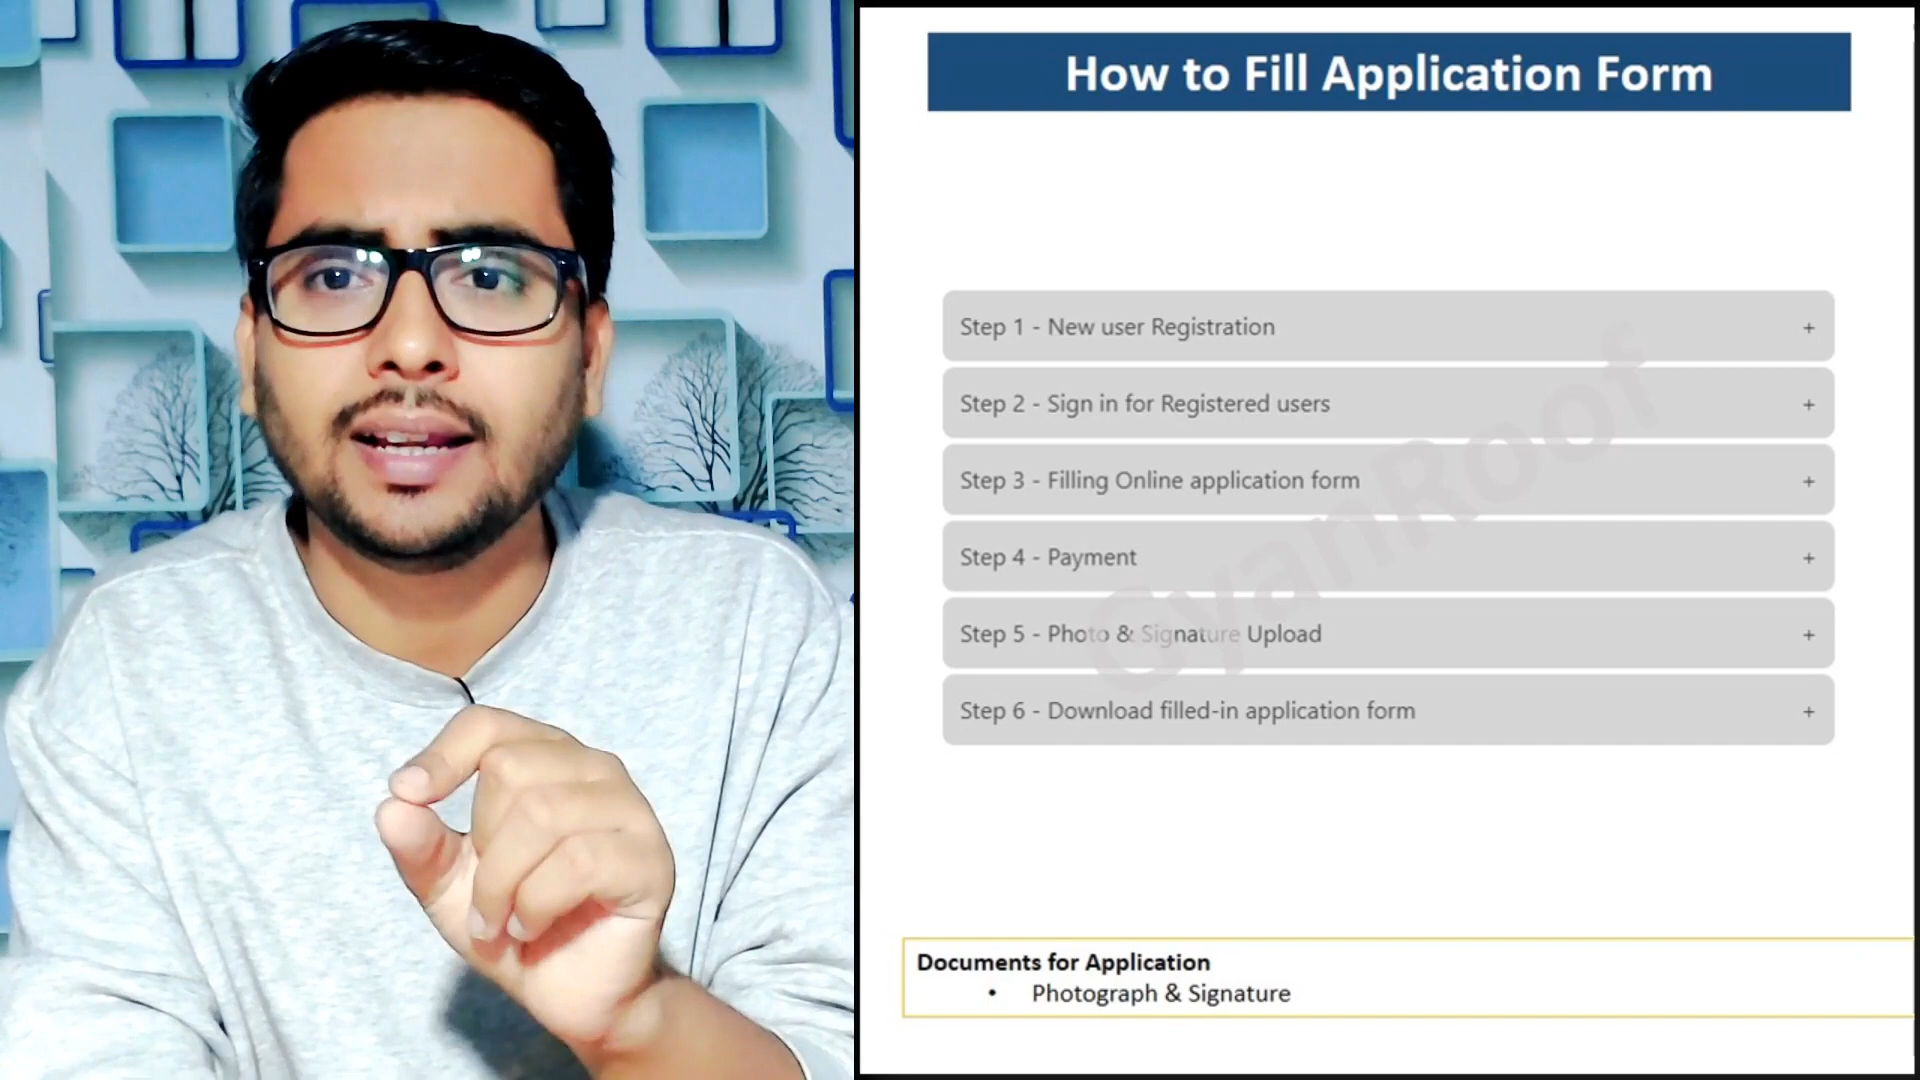 How to Fill Application Form
Step 1 - New user Registration +
Step 2 - Sign in for Registered users +
Step 3 - Filling Online application form +
Step 4 - Payment +
Step 5 - Photo & Signature Upload +
Step 6 - Download filled-in application form +
GyanRoof
Documents for Application
• Photograph & Signature